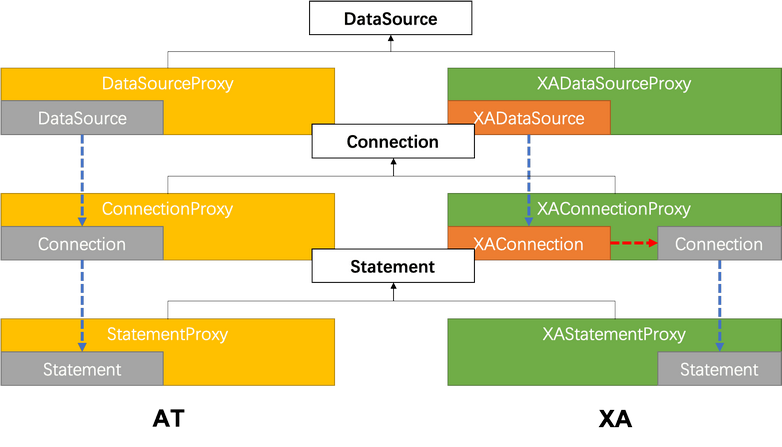 DataSource
DataSourceProxy
XADataSourceProxy
DataSource
XADataSource
Connection
ConnectionProxy
XAConnectionProxy
Connection
XAConnection
Connection
Statement
StatementProxy
XAStatementProxy
Statement
Statement
AT
XA